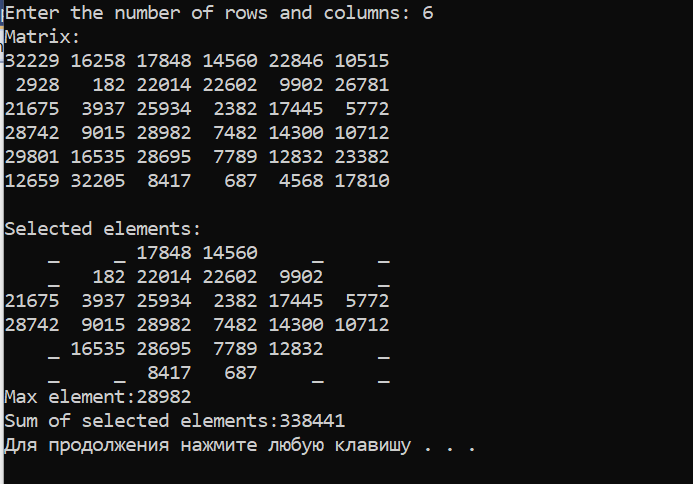 Enter the number of rows and columns: 6
Matrix:
32229 16258 17848 14560 22846 10515
 2928   182 22014 22602  9902 26781
21675  3937 25934  2382 17445  5772
28742  9015 28982  7482 14300 10712
29801 16535 28695  7789 12832 23382
12659 32205  8417   687  4568 17810

Selected elements:
    _     _ 17848 14560     _     _
    _   182 22014 22602  9902     _
21675  3937 25934  2382 17445  5772
28742  9015 28982  7482 14300 10712
    _ 16535 28695  7789 12832     _
    _     _  8417   687     _     _
Max element:28982
Sum of selected elements:338441
Для продолжения нажмите любую клавишу . . .